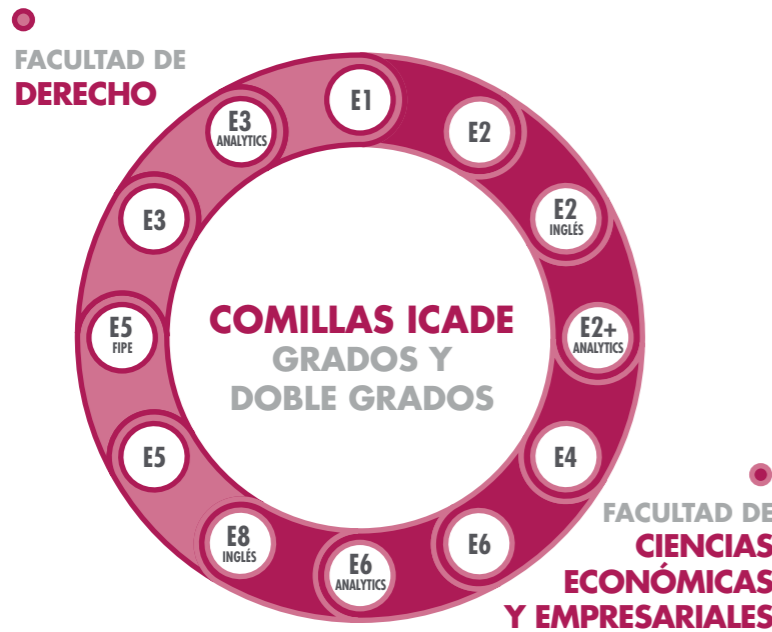 FACULTAD DE
DERECHO
E1
E2
E2
INGLÉS
E2+
ANALYTICS
E4
E6
E6
ANALYTICS
E8
INGLÉS
E5
E5
FIPE
E3
E3
ANALYTICS
COMILLAS ICADE
GRADOS Y
DOBLE GRADOS
FACULTAD DE
CIENCIAS
ECONÓMICAS
Y EMPRESARIALES